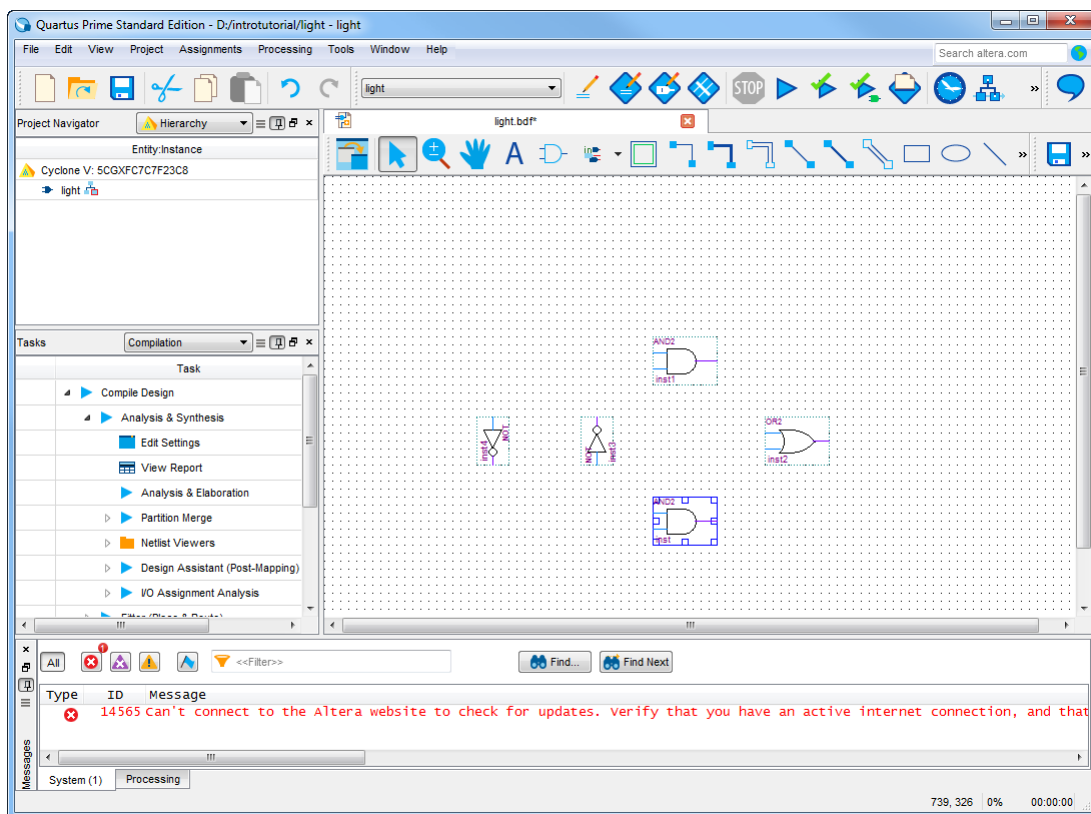 Quartus Prime Standard Edition - D:/introtutorial/light - light
File Edit View Project Assignments Processing Tools Window Help
Search altera.com
light
STOP
»
Project Navigator
Hierarchy
light.bdf*
Entity:Instance
A
in
»
»
Cyclone V: 5CGXFC7C7F23C8
light
Tasks
Compilation
Task
Compile Design
Analysis & Synthesis
Edit Settings
View Report
Analysis & Elaboration
Partition Merge
Netlist Viewers
Design Assistant (Post-Mapping)
I/O Assignment Analysis
Fitter (Place & Route)
AND2
inst1
NOT
inst4
NOT
inst3
OR2
inst2
AND2
inst
All
1
<<Filter>>
Find...
Find Next
Type ID Message
14565 Can't connect to the Altera website to check for updates. Verify that you have an active internet connection, and that
Messages
System (1)
Processing
739, 326 0% 00:00:00